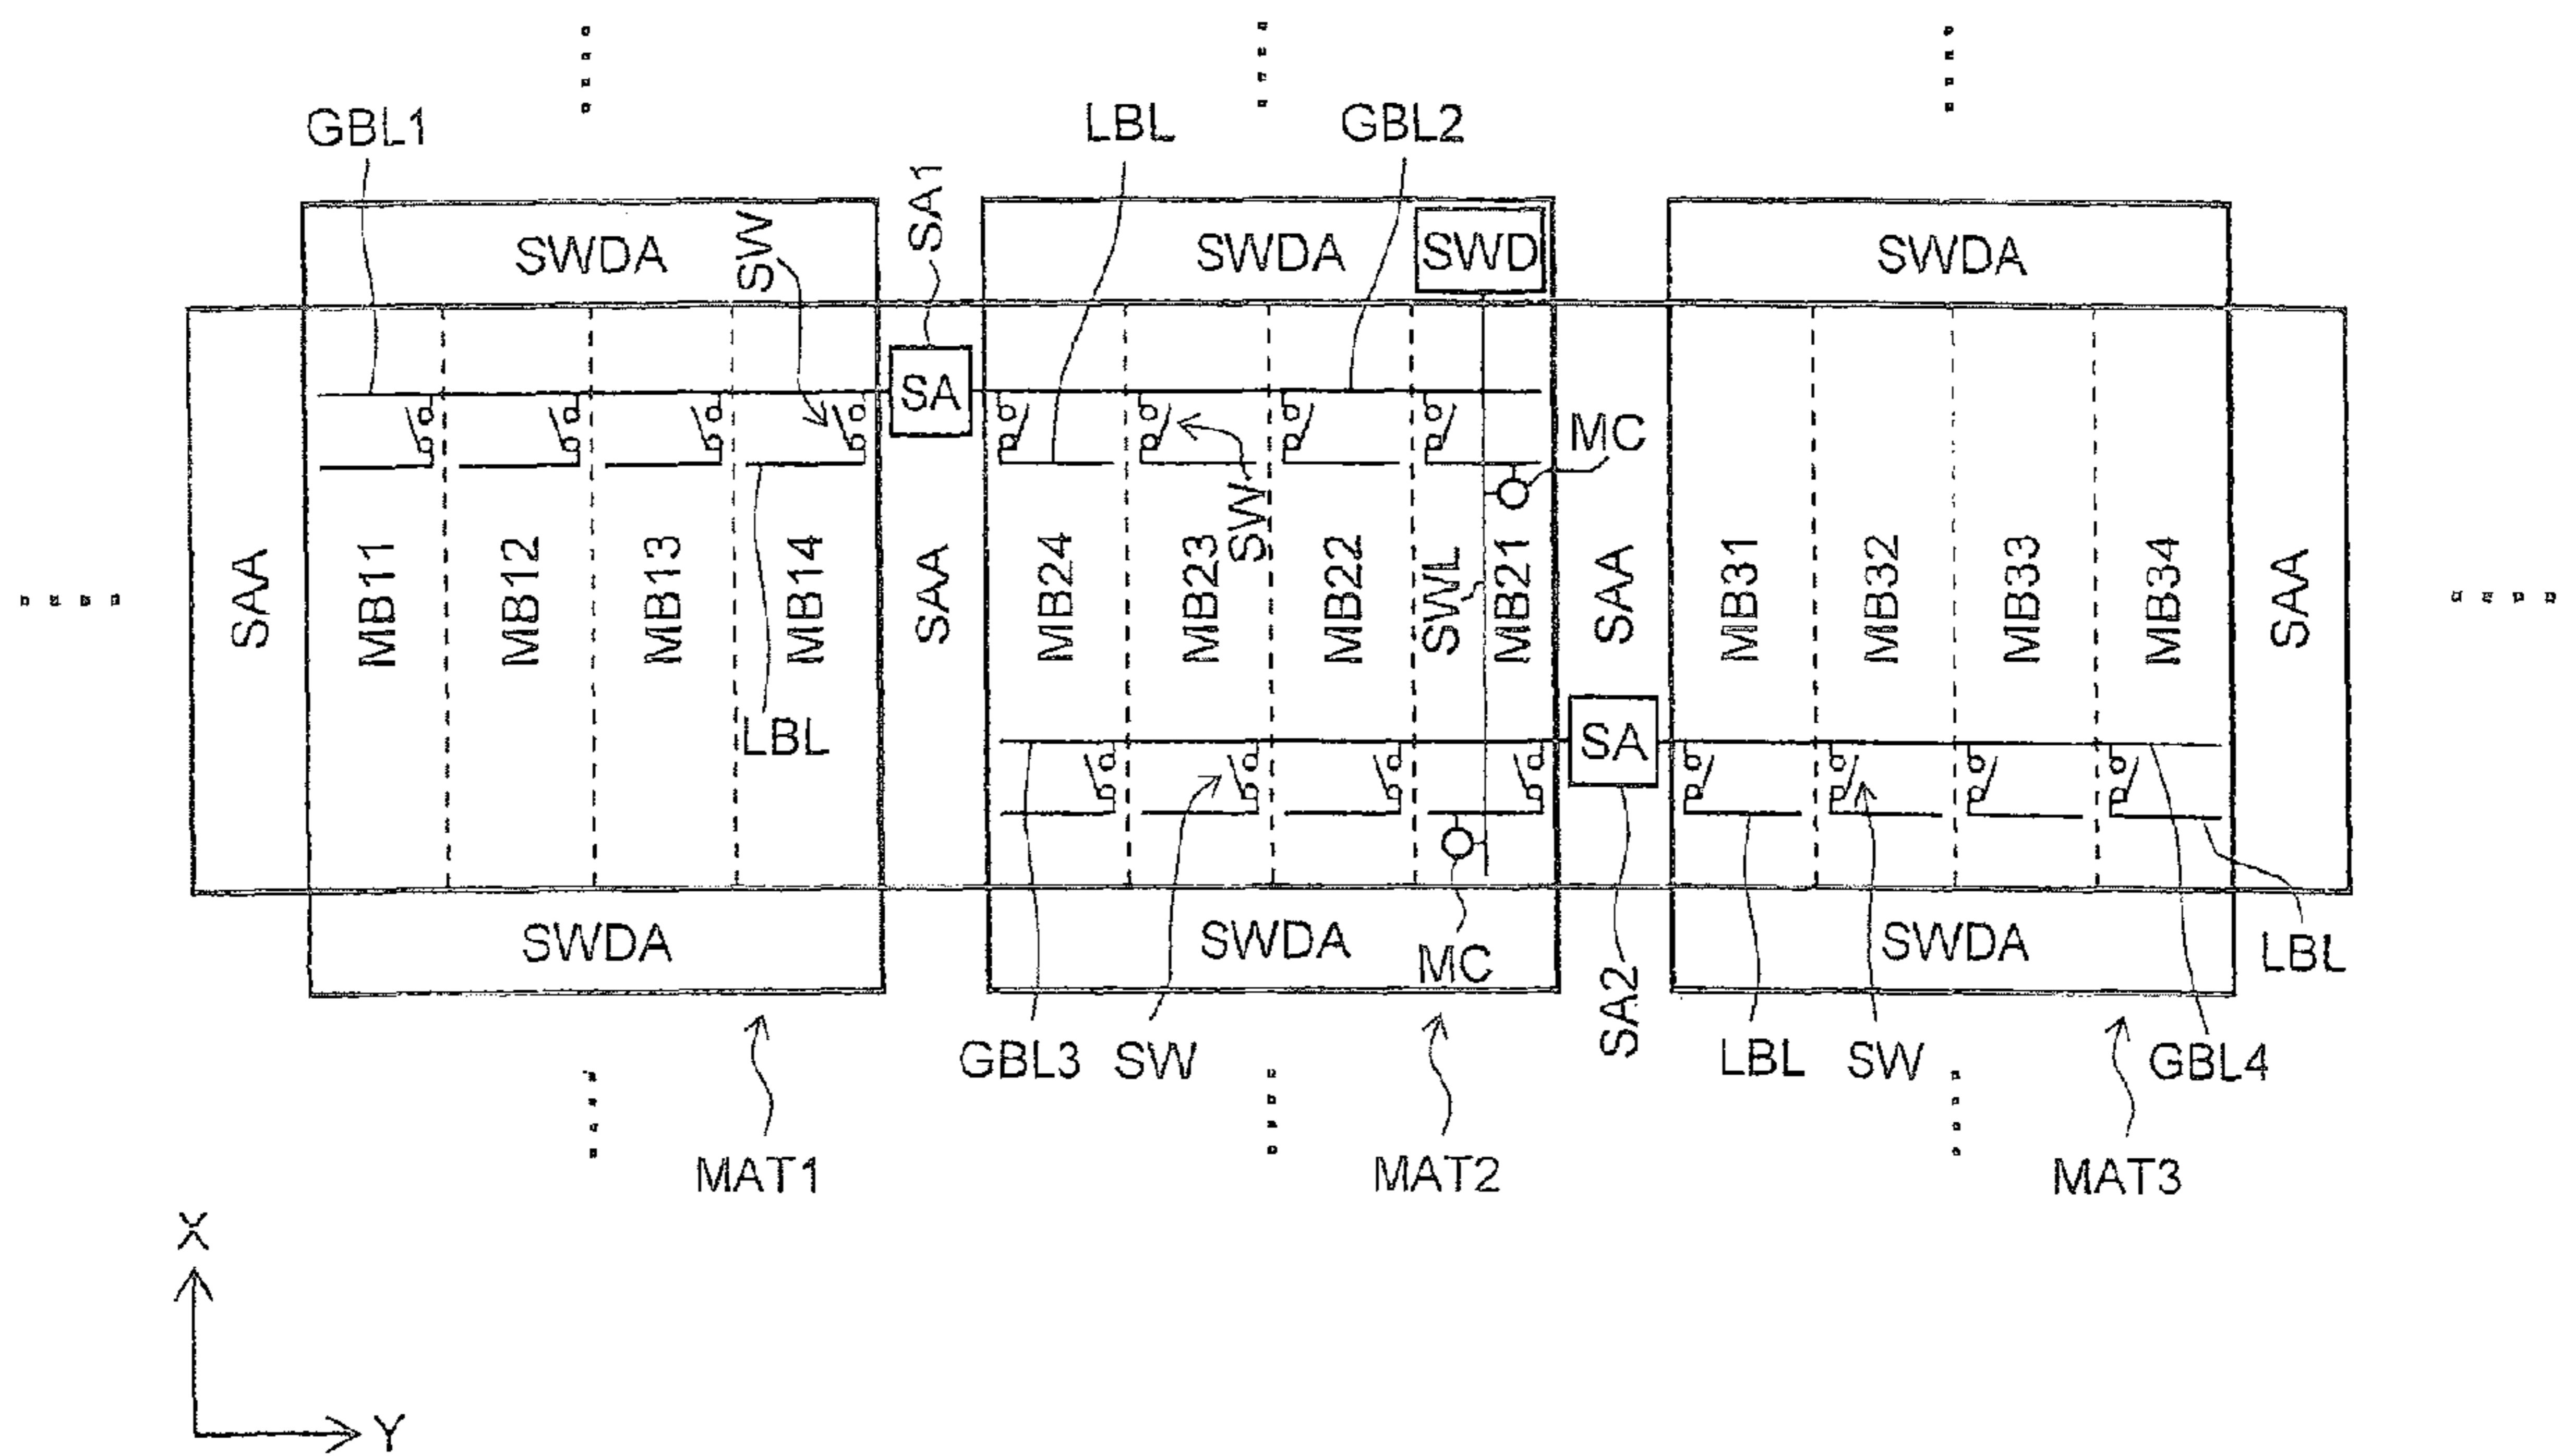 GBL1
LBL
GBL2
SA1
SWDA
SW
SWDA
SWD
SWDA
SA
MC
SW
SAA
MB11
MB12
MB13
MB14
SAA
MB24
MB23
MB22
SWL
MB21
SAA
MB31
MB32
MB33
MB34
SAA
LBL
SA
SWDA
SWDA
MC
SWDA
LBL
SA2
GBL3
SW
LBL
SW
GBL4
MAT1
MAT2
MAT3
X
Y